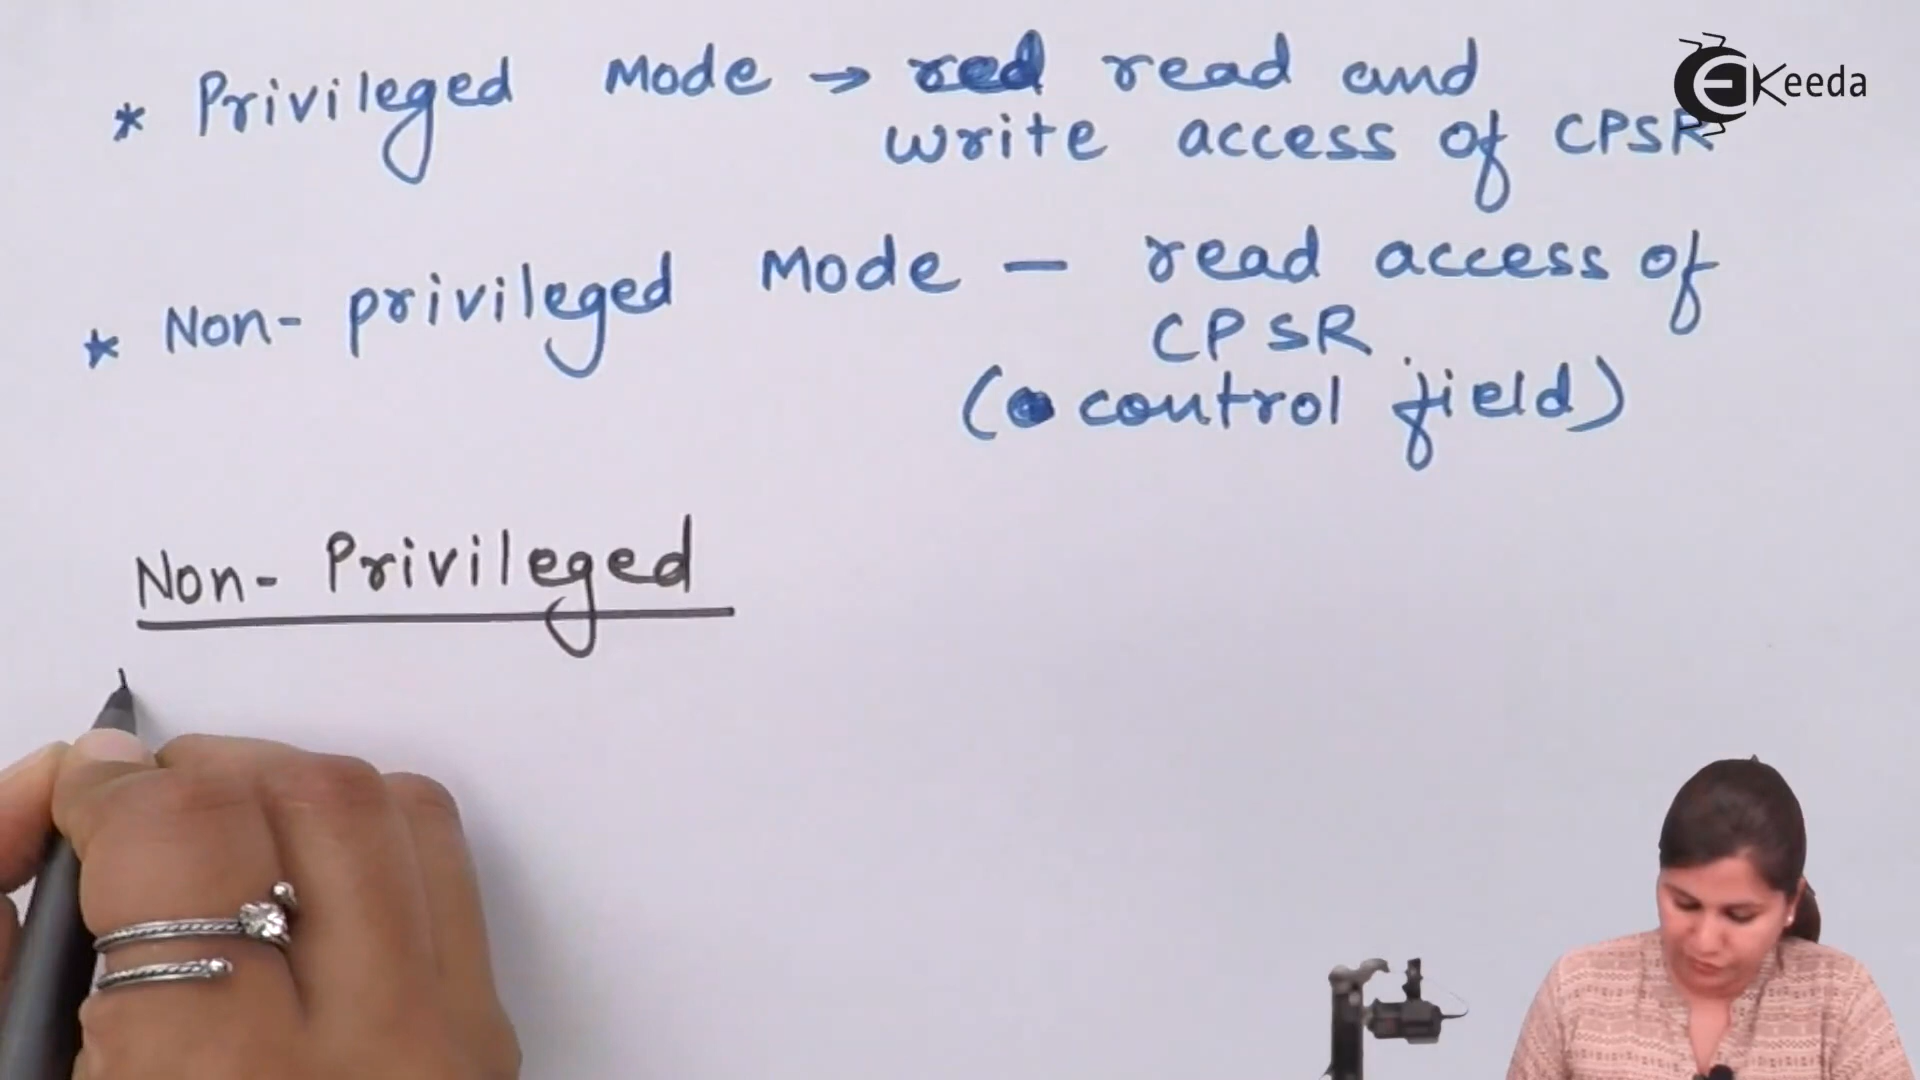 * Privileged Mode → red read and
write access of CPSR
* Non-privileged Mode — read access of
CPSR
(control field)
Non-Privileged
EKeeda